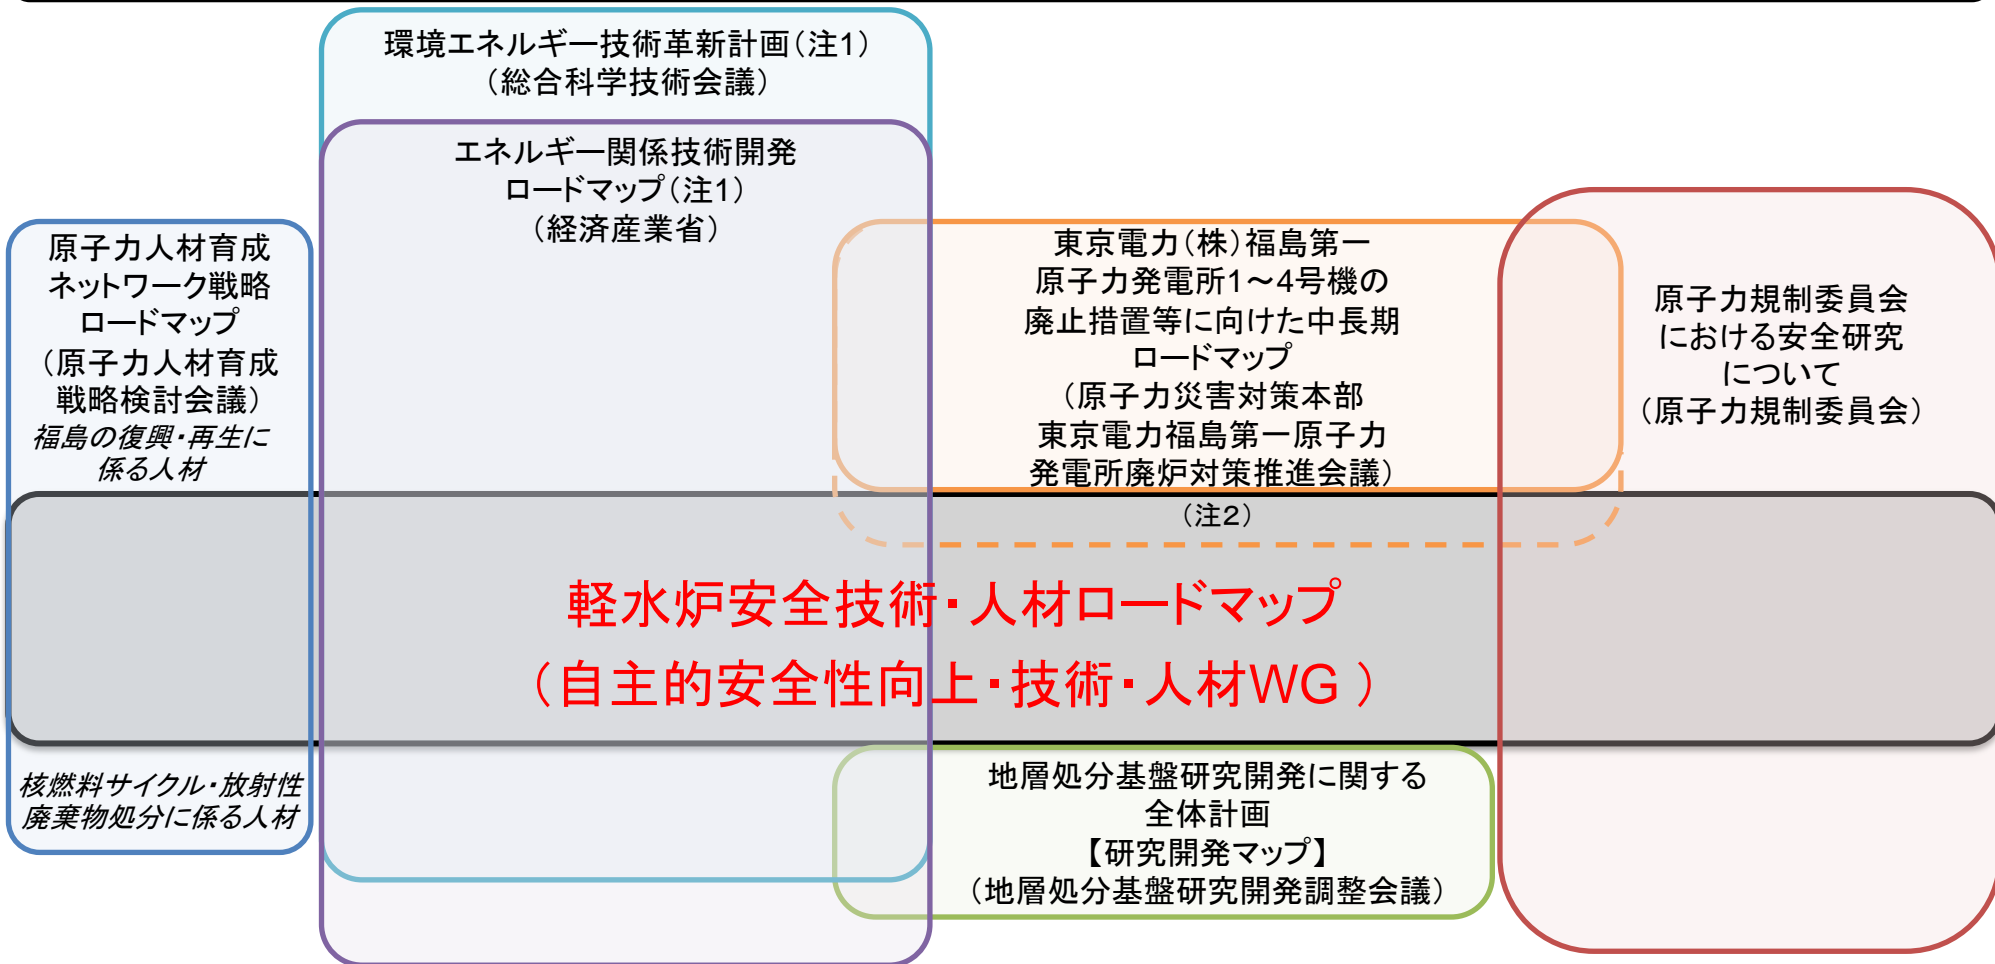 環境エネルギー技術革新計画（注1）
（総合科学技術会議）
エネルギー関係技術開発
ロードマップ（注1）
（経済産業省）
原子力人材育成
ネットワーク戦略
ロードマップ
（原子力人材育成
戦略検討会議）
福島の復興・再生に
係る人材
東京電力（株）福島第一
原子力発電所1～4号機の
廃止措置等に向けた中長期
ロードマップ
（原子力災害対策本部
東京電力福島第一原子力
発電所廃炉対策推進会議）
（注2）
原子力規制委員会
における安全研究
について
（原子力規制委員会）
軽水炉安全技術・人材ロードマップ
（自主的安全性向上・技術・人材WG ）
核燃料サイクル・放射性
廃棄物処分に係る人材
地層処分基盤研究開発に関する
全体計画
【研究開発マップ】
（地層処分基盤研究開発調整会議）